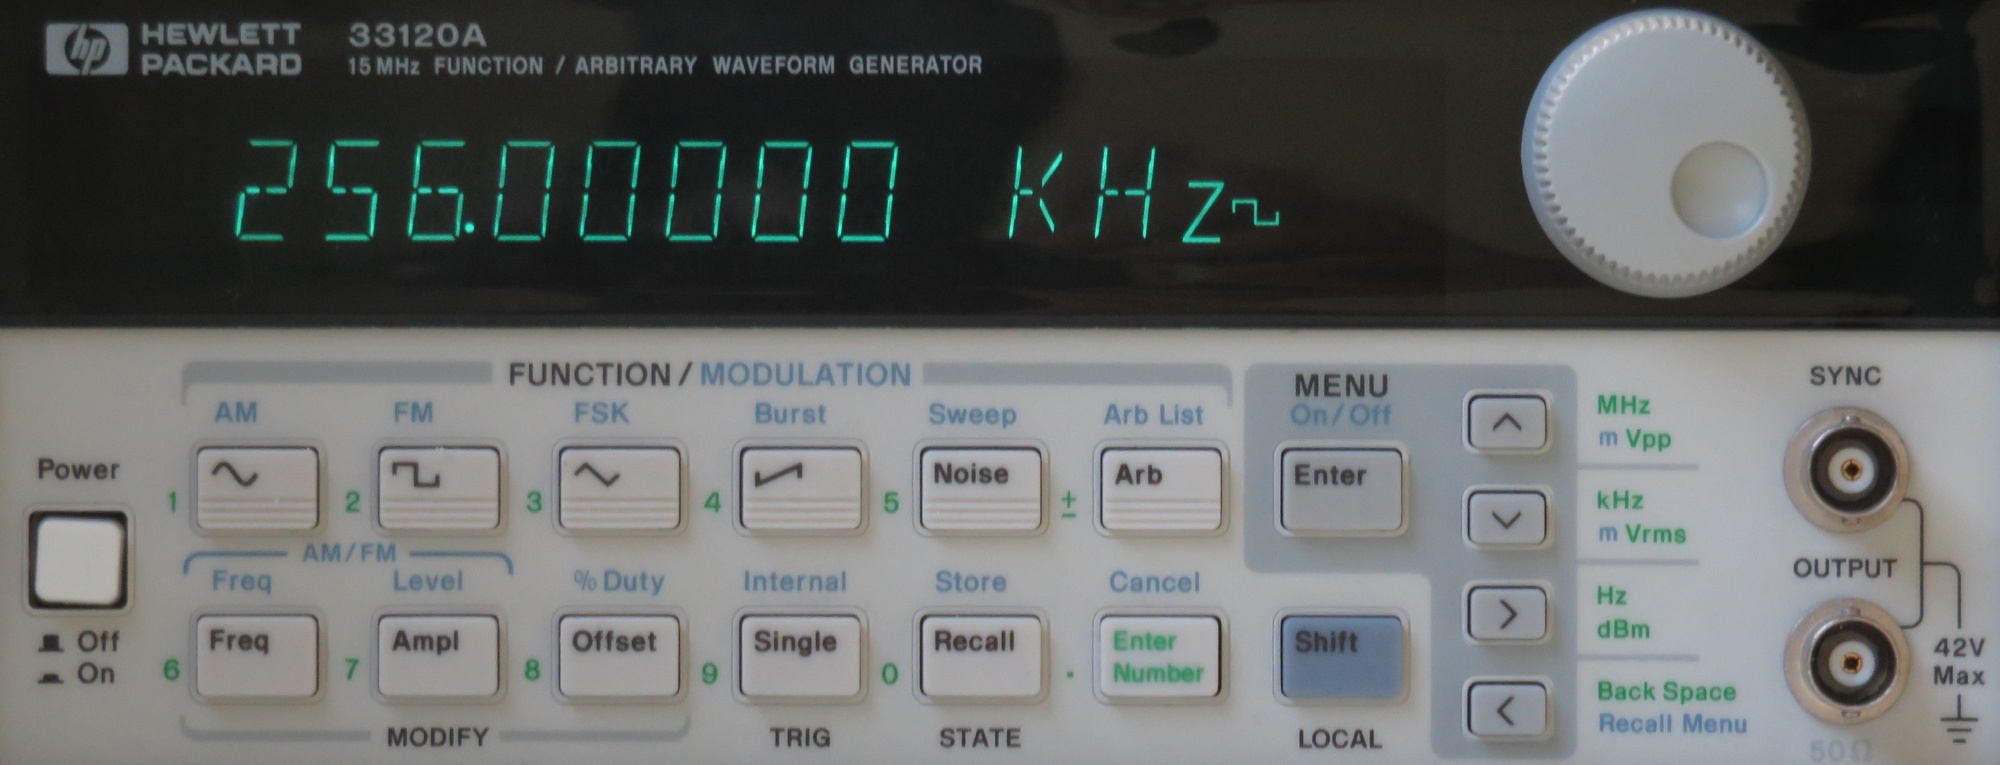 hp HEWLETT PACKARD
33120A
15 MHz FUNCTION / ARBITRARY WAVEFORM GENERATOR
256.00000 KHz
FUNCTION / MODULATION
AM FM FSK Burst Sweep Arb List
1 2 3 4 5 Noise ± Arb
AM/FM
Freq Level % Duty Internal Store Cancel
6 Freq 7 Ampl 8 Offset 9 Single 0 Recall . Enter Number
MODIFY TRIG STATE
Power
Off
On
MENU
On/Off
Enter
Shift
LOCAL
MHz
m Vpp
kHz
m Vrms
Hz
dBm
Back Space
Recall Menu
SYNC
OUTPUT
42V
Max
50Ω